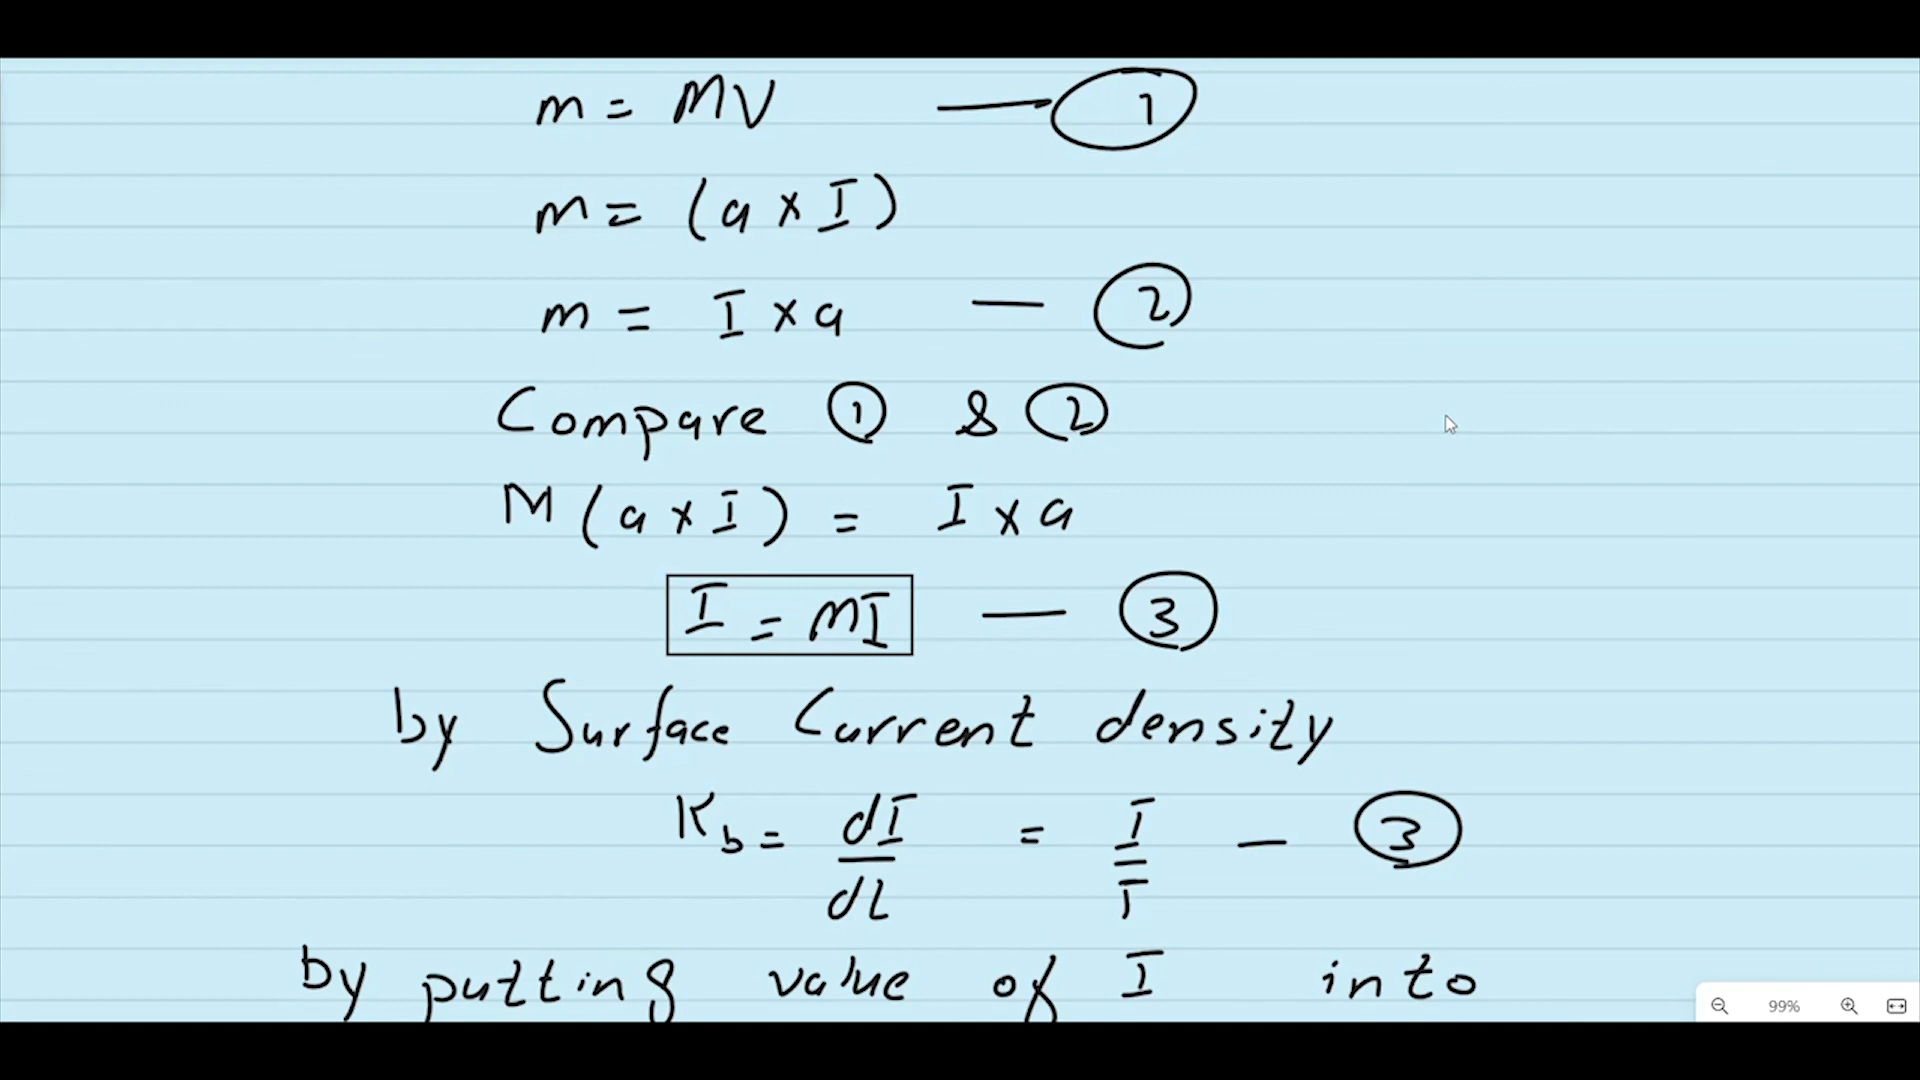 m = MV — 1
m = (a × I)
m = I × a — 2
Compare 1 & 2
M (a × I) = I × a
I = MI — 3
by Surface Current density
Kb = dI/dL = I/I — 3
by putting value of I into
99%